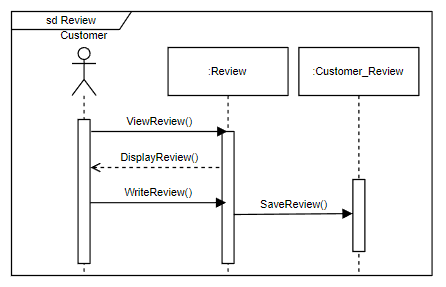 sd Review
Customer
:Review
:Customer_Review
ViewReview()
DisplayReview()
WriteReview()
SaveReview()